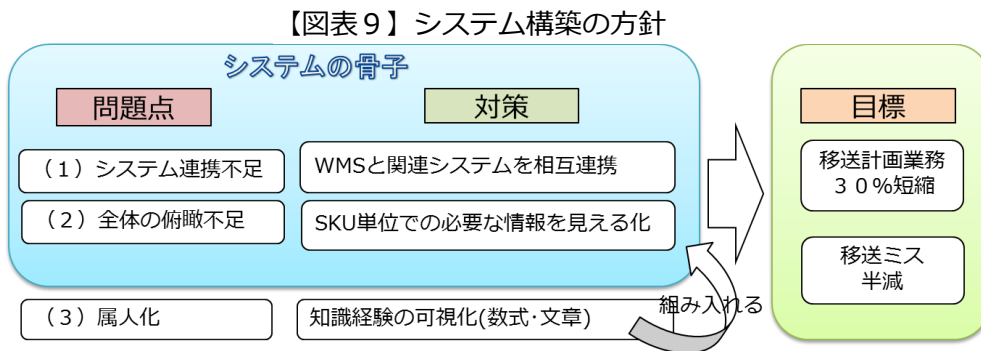 【図表９】システム構築の方針
システムの骨子
問題点
対策
目標
（１）システム連携不足
WMSと関連システムを相互連携
移送計画業務
３０％短縮
（２）全体の俯瞰不足
SKU単位での必要な情報を見える化
移送ミス
半減
（３）属人化
知識経験の可視化(数式･文章)
組み入れる